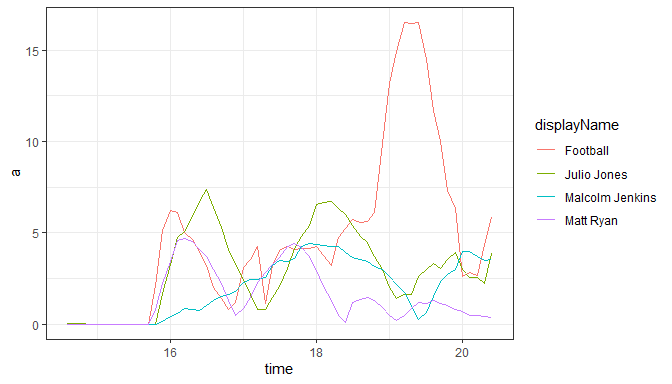 15
10
5
0
a
16
18
20
time
displayName
Football
Julio Jones
Malcolm Jenkins
Matt Ryan